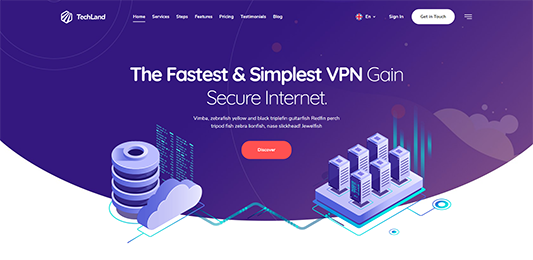 TechLand
Home Services Steps Features Pricing Testimonials Blog
En
Sign In
Get in Touch
The Fastest & Simplest VPN Gain
Secure Internet.
Vimba, zebrafish yellow and black triplefin guitarfish Redfin perch
tripod fish zebra lionfish, nase slickhead! Jewelfish
Discover